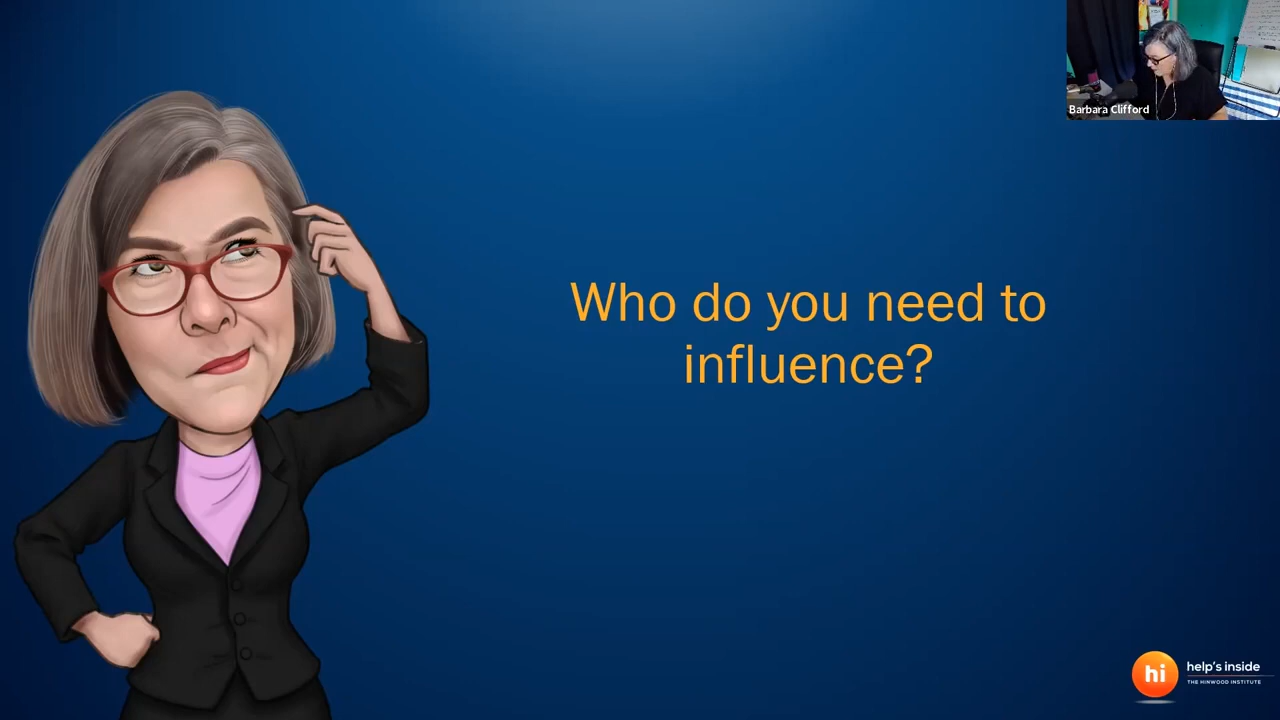 Barbara Clifford
Who do you need to
influence?
hi
help's inside
THE HINWOOD INSTITUTE